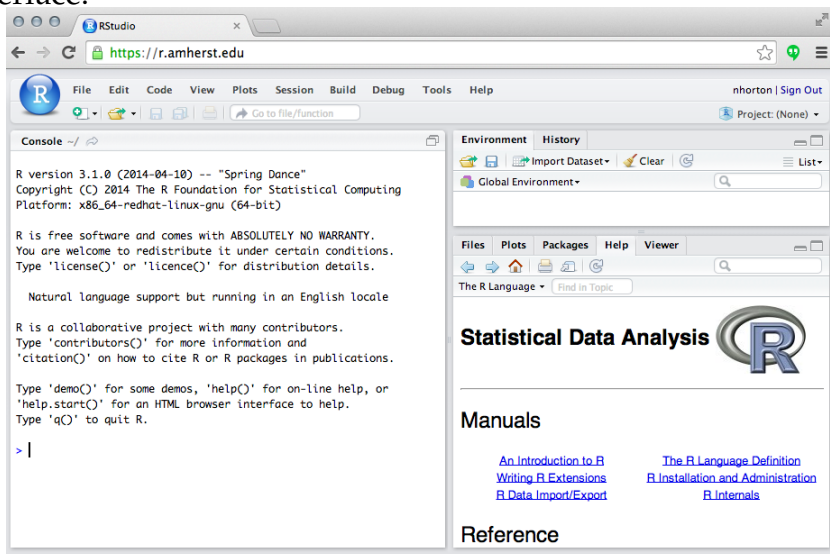 erface.
RStudio
https://r.amherst.edu
R File Edit Code View Plots Session Build Debug Tools Help nhorton | Sign Out
Go to file/function Project: (None)
Console ~/
R version 3.1.0 (2014-04-10) -- "Spring Dance"
Copyright (C) 2014 The R Foundation for Statistical Computing
Platform: x86_64-redhat-linux-gnu (64-bit)
R is free software and comes with ABSOLUTELY NO WARRANTY.
You are welcome to redistribute it under certain conditions.
Type 'license()' or 'licence()' for distribution details.
Natural language support but running in an English locale
R is a collaborative project with many contributors.
Type 'contributors()' for more information and
'citation()' on how to cite R or R packages in publications.
Type 'demo()' for some demos, 'help()' for on-line help, or
'help.start()' for an HTML browser interface to help.
Type 'q()' to quit R.
>
Environment History
Import Dataset Clear List
Global Environment
Files Plots Packages Help Viewer
The R Language Find in Topic
Statistical Data Analysis R
Manuals
An Introduction to R The R Language Definition
Writing R Extensions R Installation and Administration
R Data Import/Export R Internals
Reference